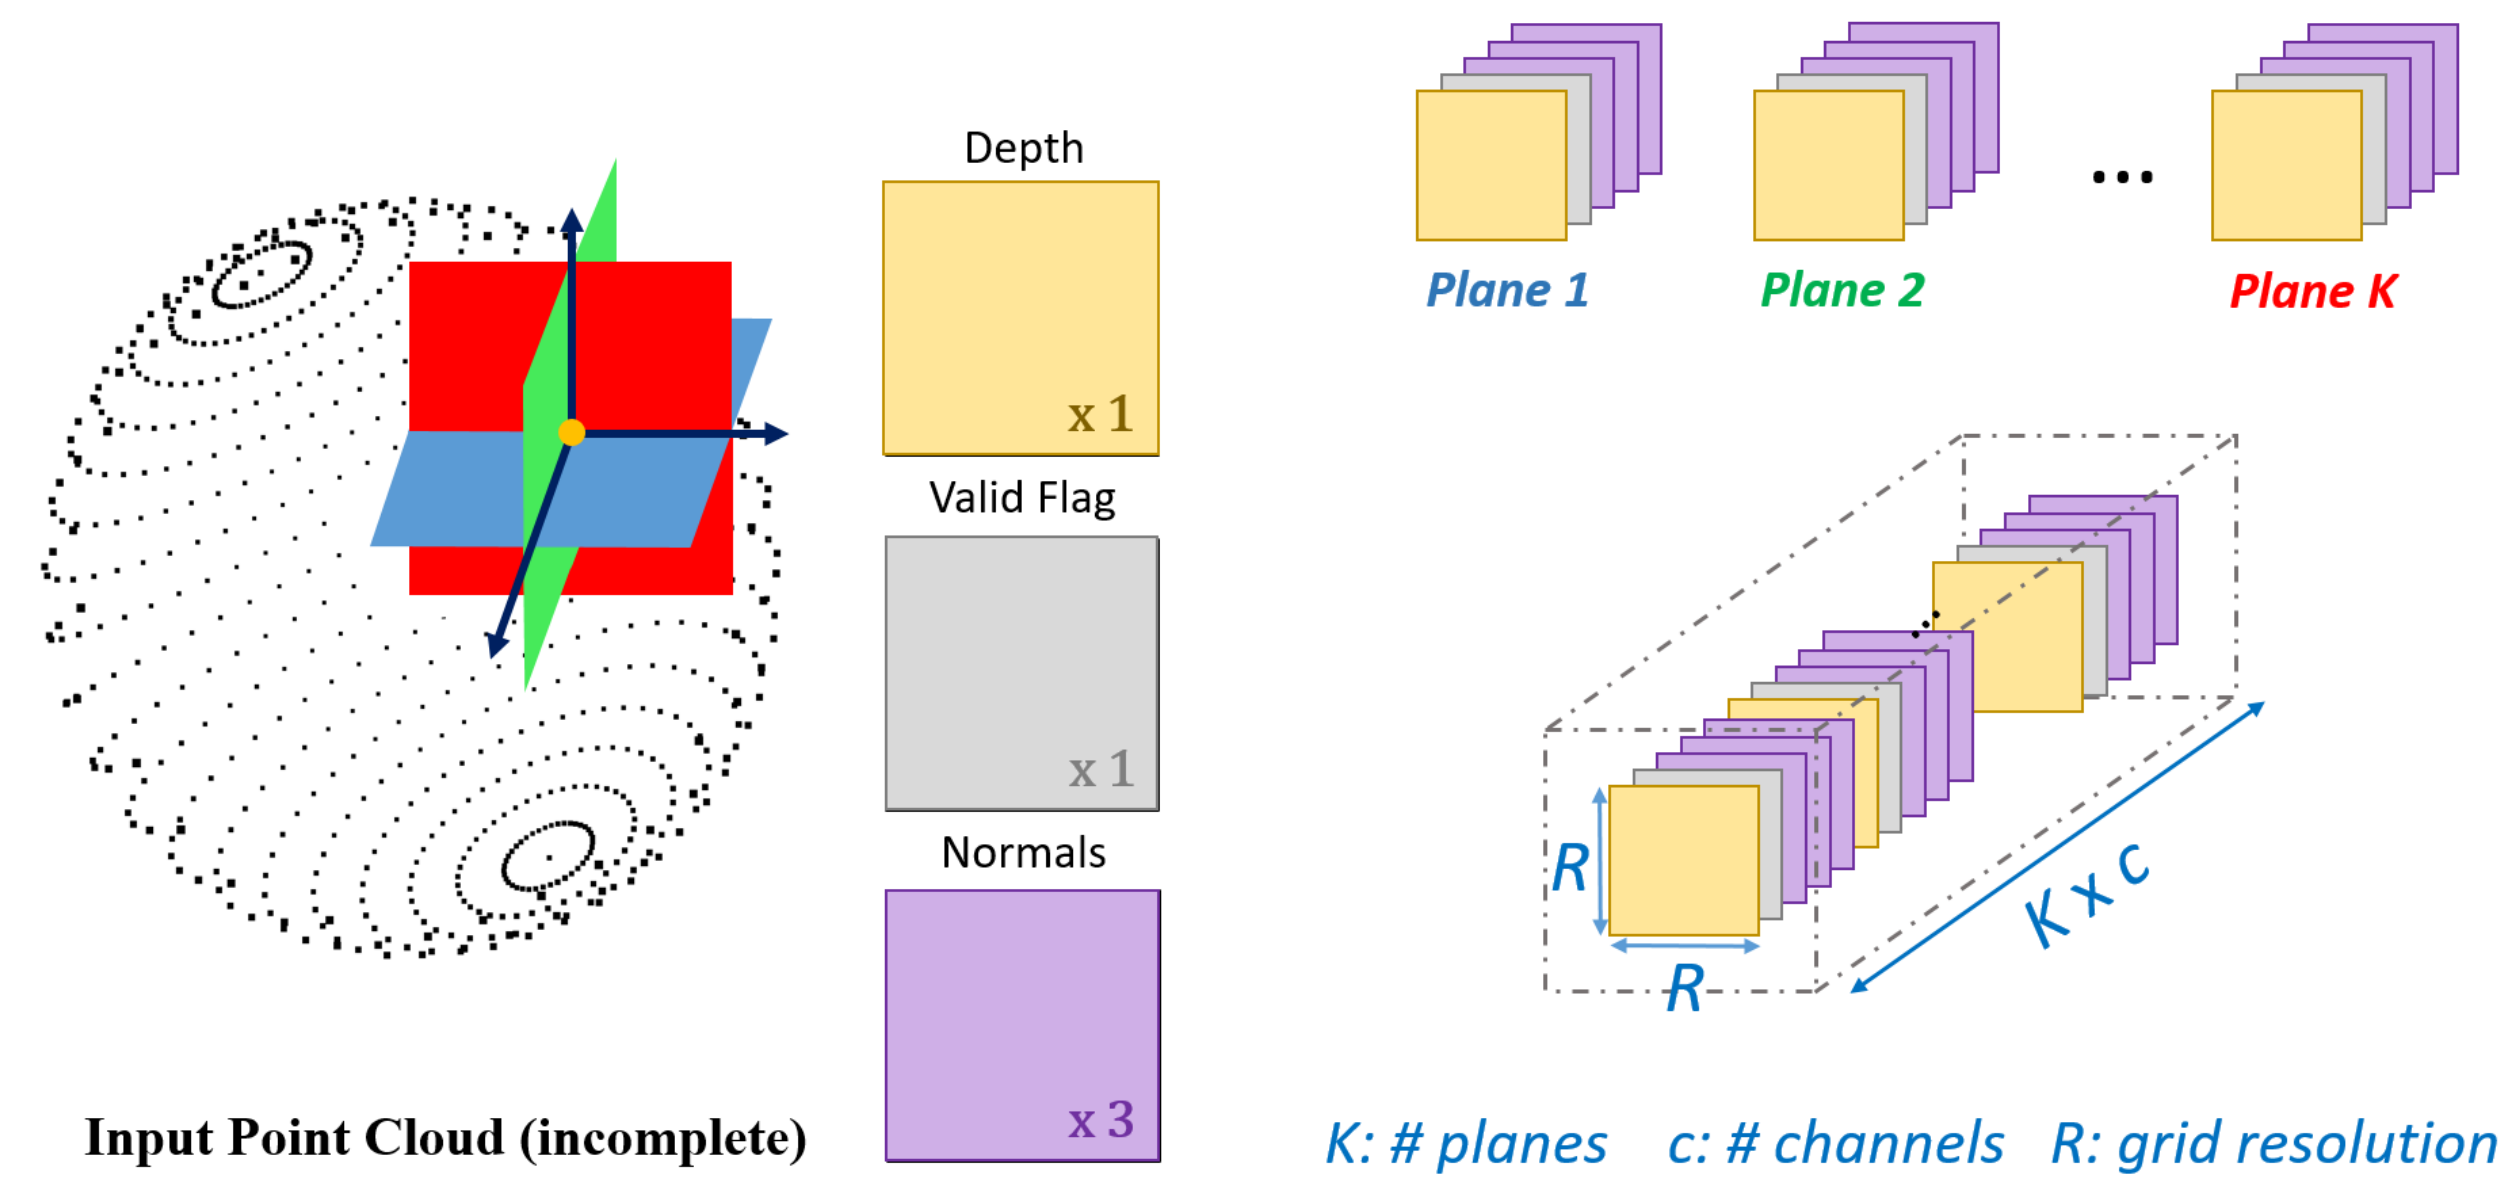 Depth
x 1
Valid Flag
x 1
Normals
x 3
Input Point Cloud (incomplete)
Plane 1
Plane 2
...
Plane K
R
R
K x c
K: # planes c: # channels R: grid resolution